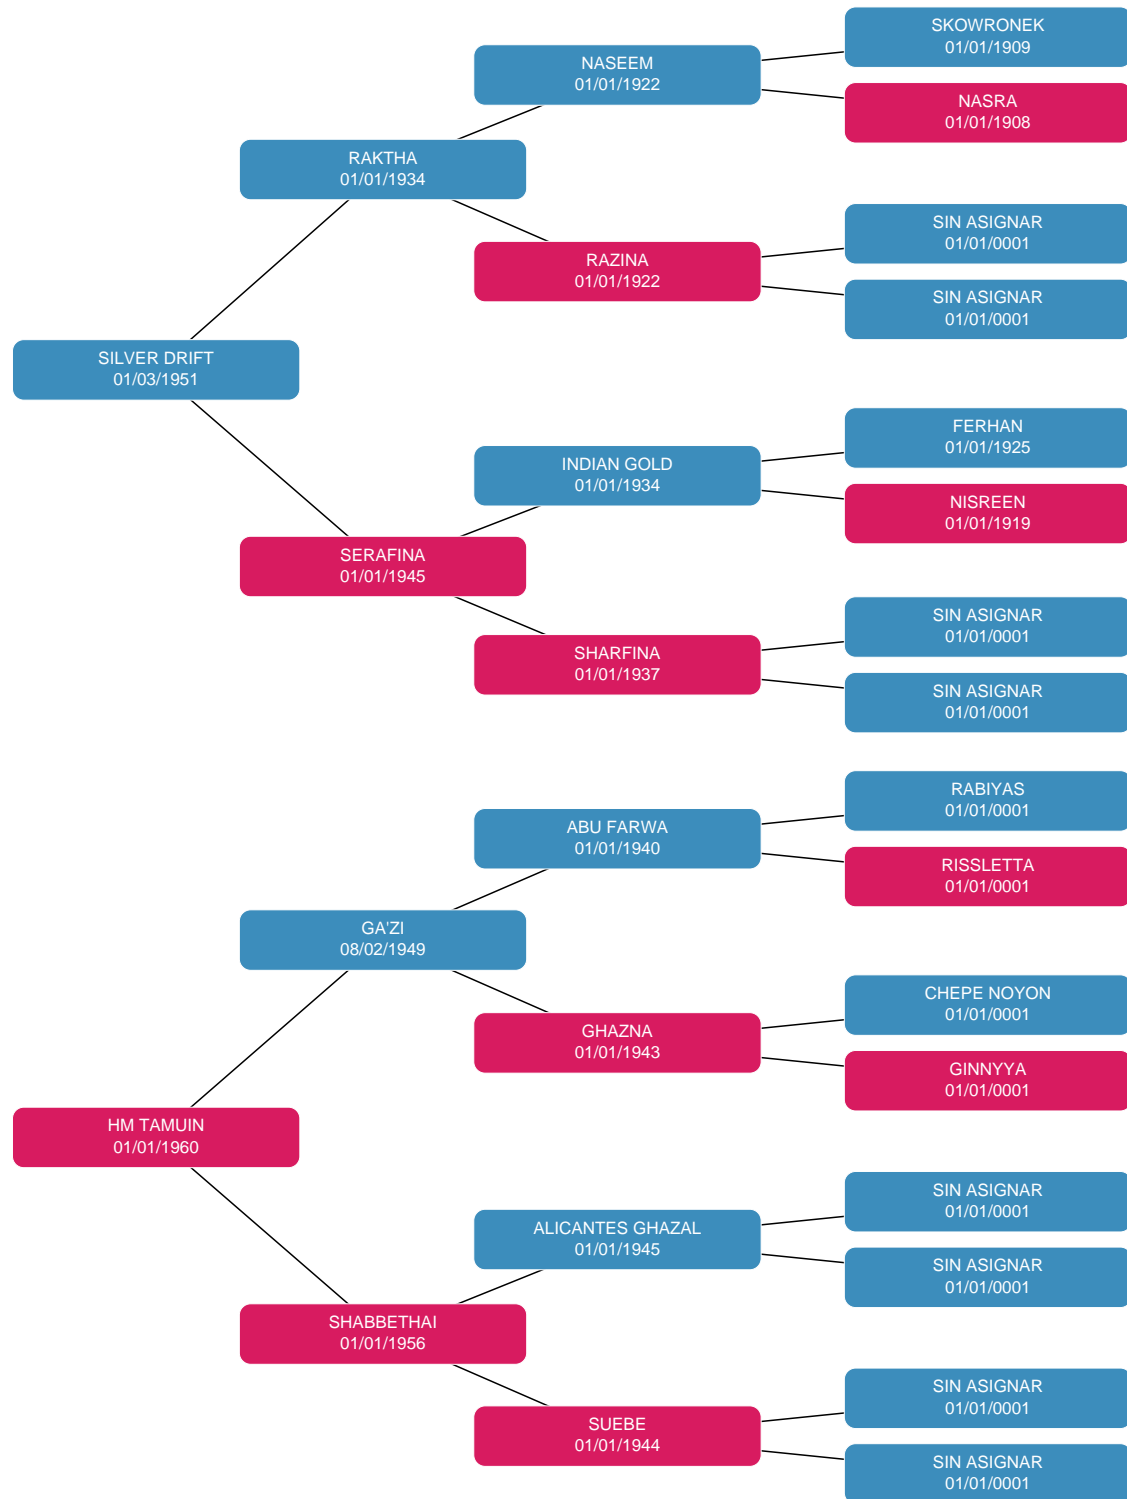 SKOWRONEK
01/01/1909
NASEEM
01/01/1922
NASRA
01/01/1908
RAKTHA
01/01/1934
SIN ASIGNAR
01/01/0001
RAZINA
01/01/1922
SIN ASIGNAR
01/01/0001
SILVER DRIFT
01/03/1951
FERHAN
01/01/1925
INDIAN GOLD
01/01/1934
NISREEN
01/01/1919
SERAFINA
01/01/1945
SIN ASIGNAR
01/01/0001
SHARFINA
01/01/1937
SIN ASIGNAR
01/01/0001
RABIYAS
01/01/0001
ABU FARWA
01/01/1940
RISSLETTA
01/01/0001
GA'ZI
08/02/1949
CHEPE NOYON
01/01/0001
GHAZNA
01/01/1943
GINNYYA
01/01/0001
HM TAMUIN
01/01/1960
SIN ASIGNAR
01/01/0001
ALICANTES GHAZAL
01/01/1945
SIN ASIGNAR
01/01/0001
SHABBETHAI
01/01/1956
SIN ASIGNAR
01/01/0001
SUEBE
01/01/1944
SIN ASIGNAR
01/01/0001